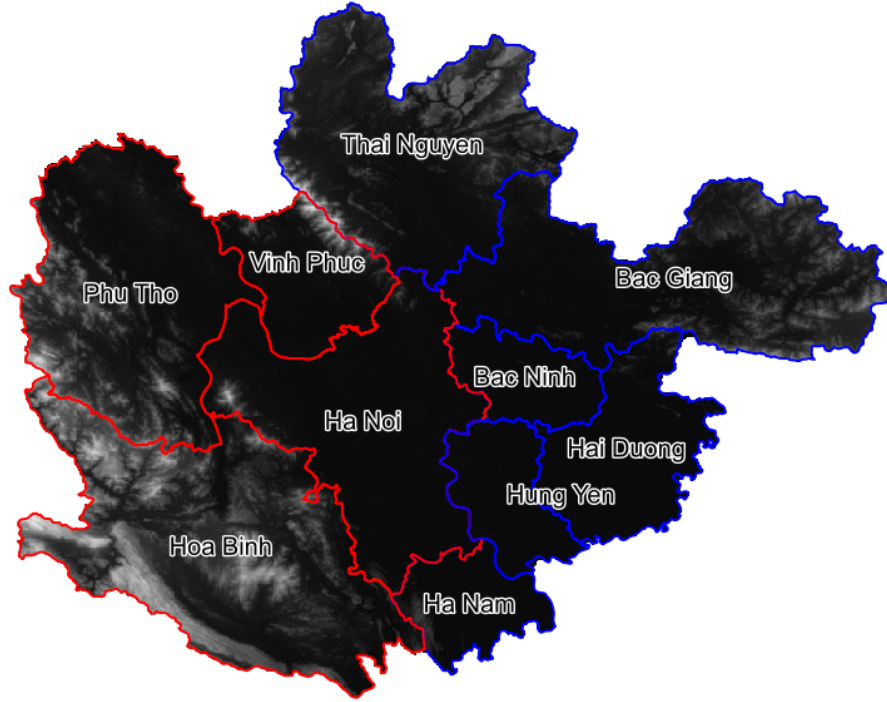 Thai Nguyen
Vinh Phuc
Bac Giang
Phu Tho
Bac Ninh
Ha Noi
Hai Duong
Hung Yen
Hoa Binh
Ha Nam